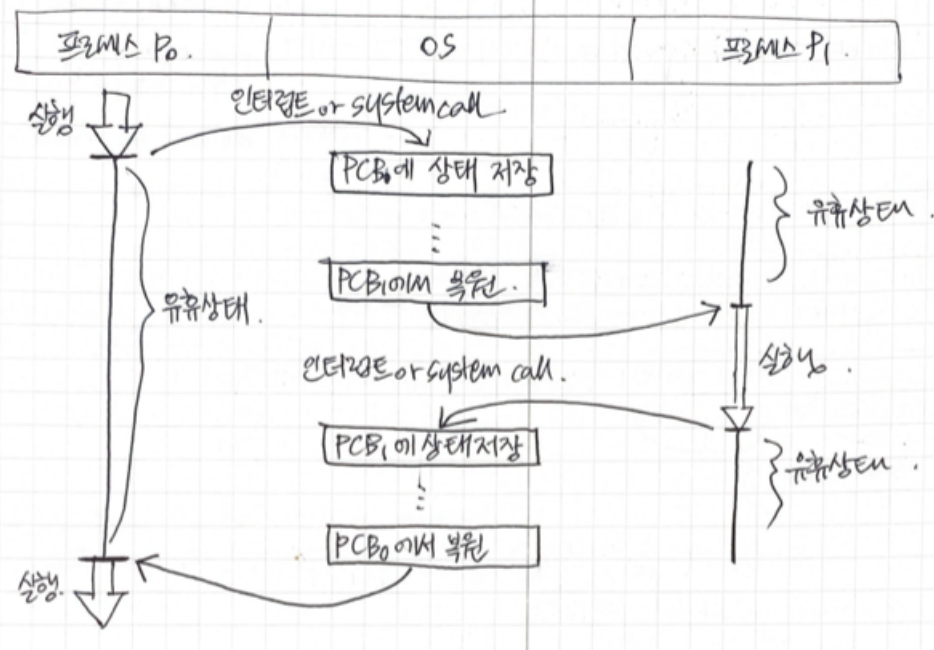 프로세스 P0. OS 프로세스 P1.
실행
인터럽트 or system call
PCB0에 상태 저장
유휴상태.
PCB1에서 복원.
유휴상태.
인터럽트 or system call.
실행.
PCB1에 상태저장
유휴상태.
PCB0에서 복원
실행.